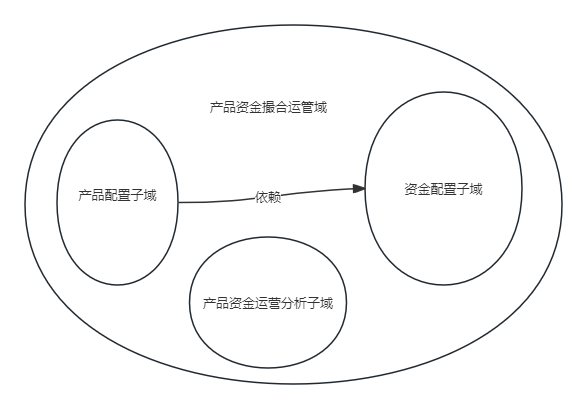 产品资金撮合运管域
产品配置子域
依赖
资金配置子域
产品资金运营分析子域